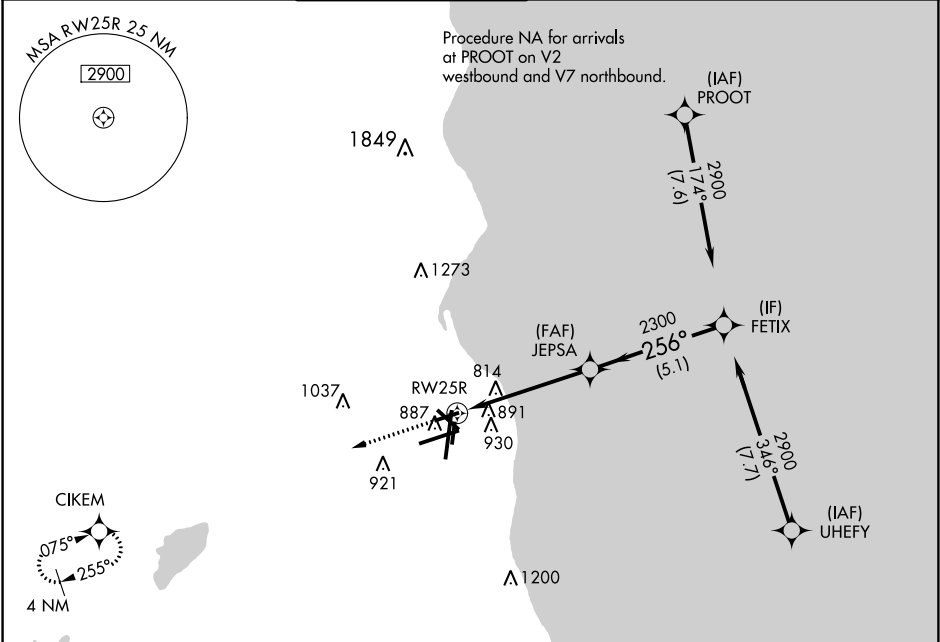 MSA RW25R 25 NM
2900
Procedure NA for arrivals
at PROOT on V2
westbound and V7 northbound.
(IAF)
PROOT
1849
2900
174°
(7.6)
1273
(IF)
FETIX
2300
256°
(5.1)
(FAF)
JEPSA
814
RW25R
1037
887
891
930
921
2900
346°
(7.7)
(IAF)
UHEFY
CIKEM
075°
255°
4 NM
1200